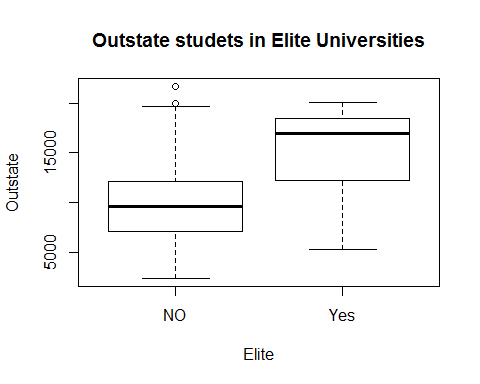 Outstate studets in Elite Universities
Outstate
15000
5000
NO
Yes
Elite